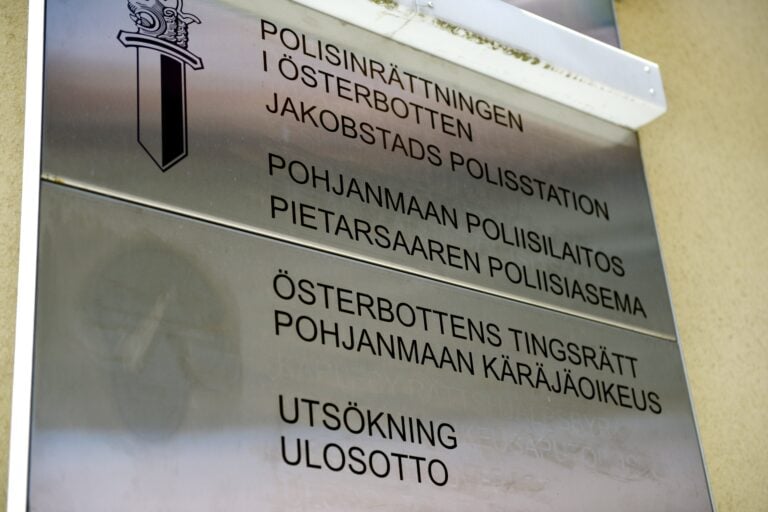 POLISINRÄTTNINGEN
I ÖSTERBOTTEN
JAKOBSTADS POLISSTATION
POHJANMAAN POLIISILAITOS
PIETARSAAREN POLIISIASEMA
ÖSTERBOTTENS TINGSRÄTT
POHJANMAAN KÄRÄJÄOIKEUS
UTSÖKNING
ULOSOTTO